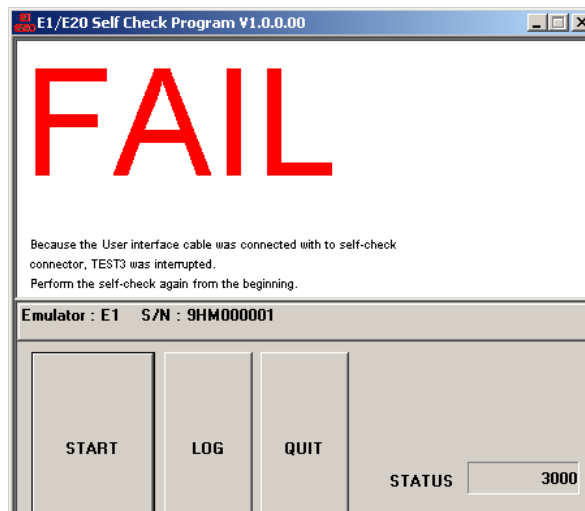 E1/E20 Self Check Program V1.0.0.00
FAIL
Because the User interface cable was connected with to self-check
connector, TEST3 was interrupted.
Perform the self-check again from the beginning.
Emulator : E1 S/N : 9HM000001
START LOG QUIT
STATUS 3000